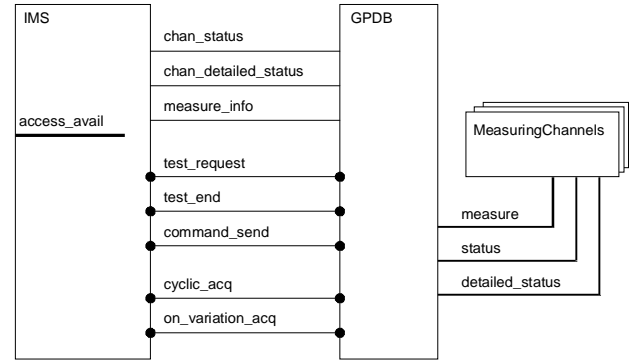 IMS
GPDB
chan_status
chan_detailed_status
measure_info
access_avail
MeasuringChannels
test_request
test_end
measure
command_send
status
detailed_status
cyclic_acq
on_variation_acq